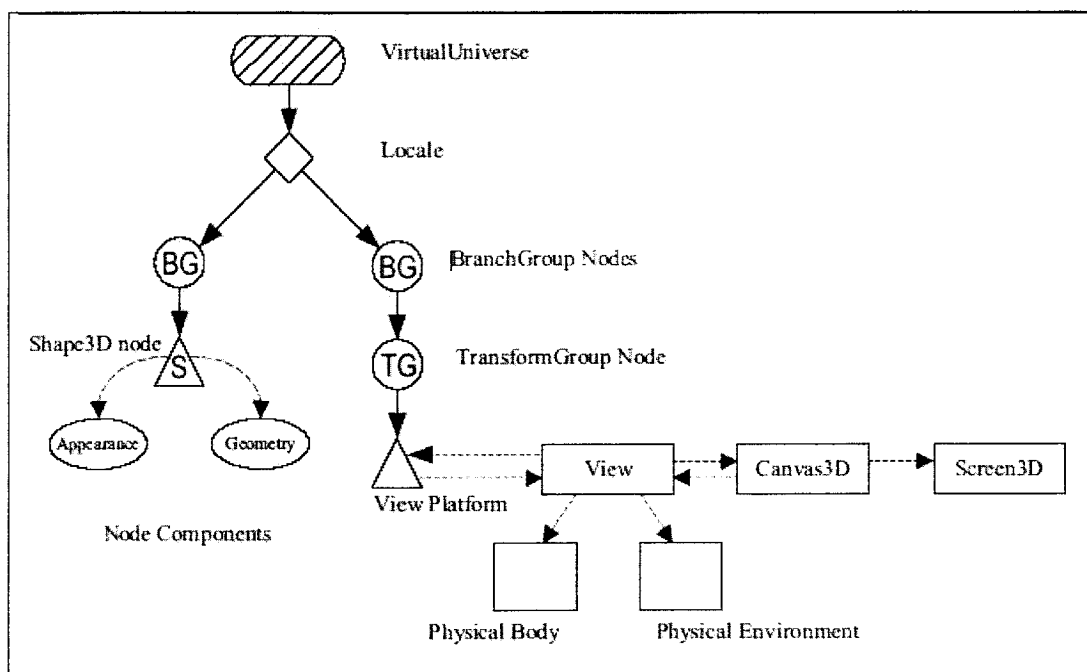 VirtualUniverse
Locale
BG
BG
BranchGroup Nodes
Shape3D node
S
TG
TransformGroup Node
Appearance
Geometry
View
Canvas3D
Screen3D
View Platform
Node Components
Physical Body
Physical Environment